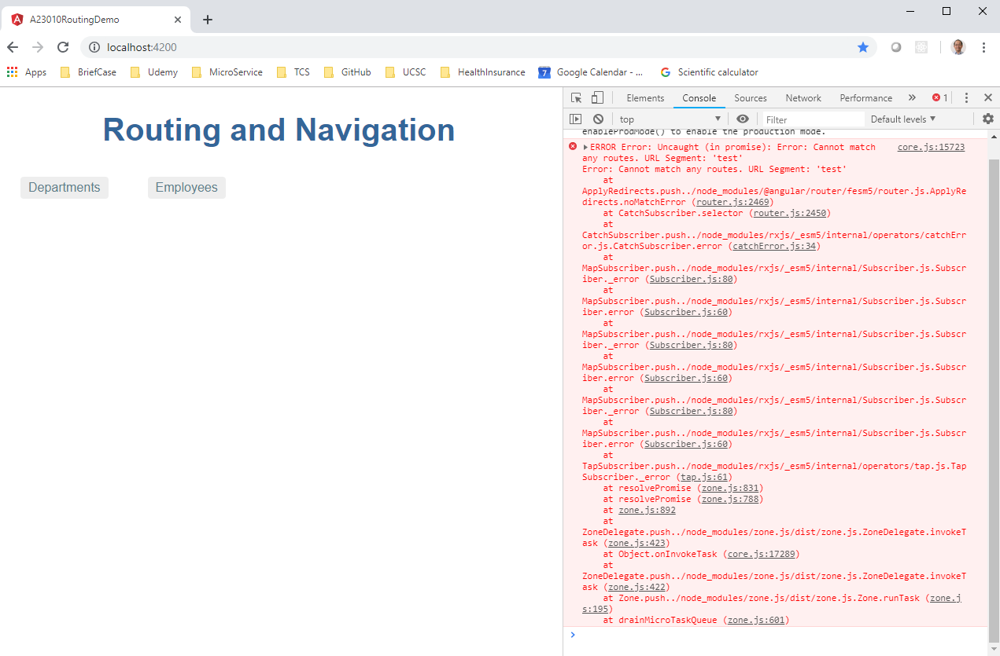 A23010RoutingDemo
localhost:4200
Apps BriefCase Udemy MicroService TCS GitHub UCSC HealthInsurance 7 Google Calendar - ... G Scientific calculator
Routing and Navigation
Departments Employees
Elements Console Sources Network Performance » 1
top Filter Default levels
enableProdMode() to enable the production mode.
ERROR Error: Uncaught (in promise): Error: Cannot match core.js:15723
any routes. URL Segment: 'test'
Error: Cannot match any routes. URL Segment: 'test'
at
ApplyRedirects.push../node_modules/@angular/router/fesm5/router.js.ApplyRe
directs.noMatchError (router.js:2469)
at CatchSubscriber.selector (router.js:2450)
at
CatchSubscriber.push../node_modules/rxjs/_esm5/internal/operators/catchErr
or.js.CatchSubscriber.error (catchError.js:34)
at
MapSubscriber.push../node_modules/rxjs/_esm5/internal/Subscriber.js.Subscr
iber._error (Subscriber.js:80)
at
MapSubscriber.push../node_modules/rxjs/_esm5/internal/Subscriber.js.Subscr
iber.error (Subscriber.js:60)
at
MapSubscriber.push../node_modules/rxjs/_esm5/internal/Subscriber.js.Subscr
iber._error (Subscriber.js:80)
at
MapSubscriber.push../node_modules/rxjs/_esm5/internal/Subscriber.js.Subscr
iber.error (Subscriber.js:60)
at
MapSubscriber.push../node_modules/rxjs/_esm5/internal/Subscriber.js.Subscr
iber._error (Subscriber.js:80)
at
MapSubscriber.push../node_modules/rxjs/_esm5/internal/Subscriber.js.Subscr
iber.error (Subscriber.js:60)
at
TapSubscriber.push../node_modules/rxjs/_esm5/internal/operators/tap.js.Tap
Subscriber._error (tap.js:61)
at resolvePromise (zone.js:831)
at resolvePromise (zone.js:788)
at zone.js:892
at
ZoneDelegate.push../node_modules/zone.js/dist/zone.js.ZoneDelegate.invokeT
ask (zone.js:423)
at Object.onInvokeTask (core.js:17289)
at
ZoneDelegate.push../node_modules/zone.js/dist/zone.js.ZoneDelegate.invokeT
ask (zone.js:422)
at Zone.push../node_modules/zone.js/dist/zone.js.Zone.runTask (zone.j
s:195)
at drainMicroTaskQueue (zone.js:601)